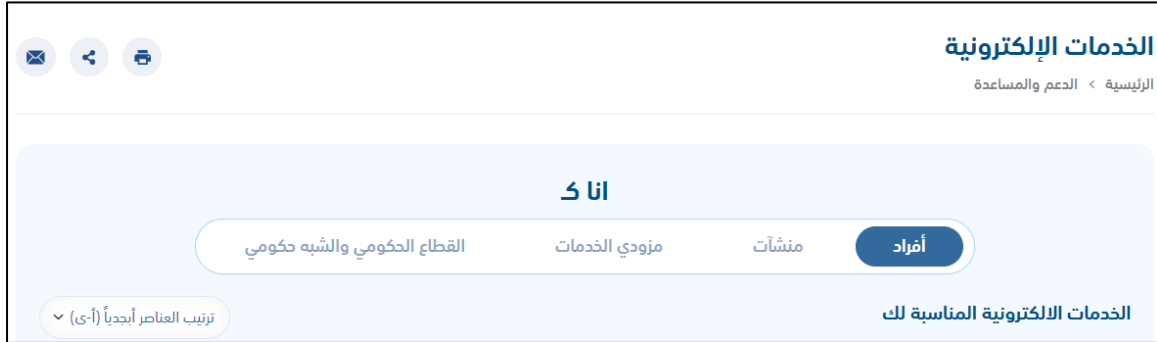 الخدمات الإلكترونية
الرئيسية > الدعم والمساعدة
انا كـ
أفراد منشآت مزودي الخدمات القطاع الحكومي والشبه حكومي
الخدمات الالكترونية المناسبة لك ترتيب العناصر أبجدياً (أ-ى)